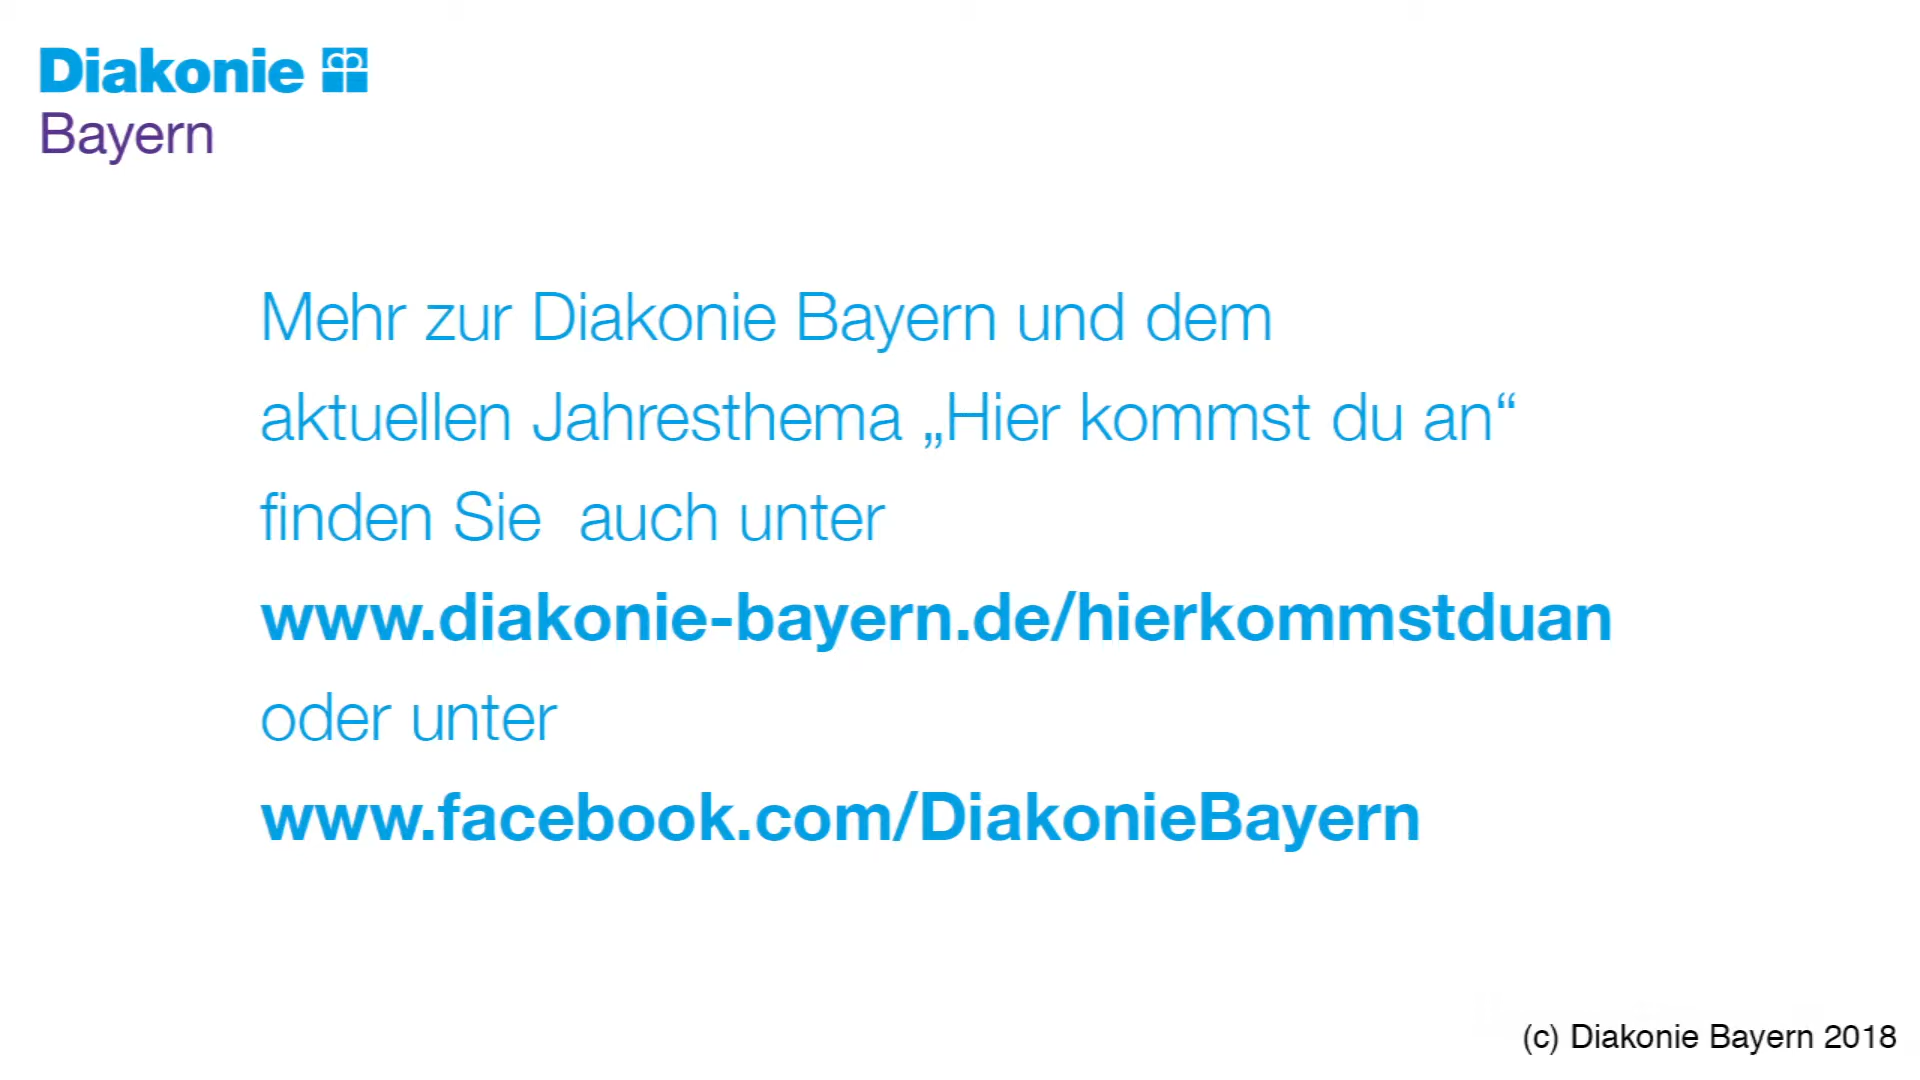 Diakonie
Bayern
Mehr zur Diakonie Bayern und dem
aktuellen Jahresthema „Hier kommst du an“
finden Sie  auch unter
www.diakonie-bayern.de/hierkommstduan
oder unter
www.facebook.com/DiakonieBayern
(c) Diakonie Bayern 2018